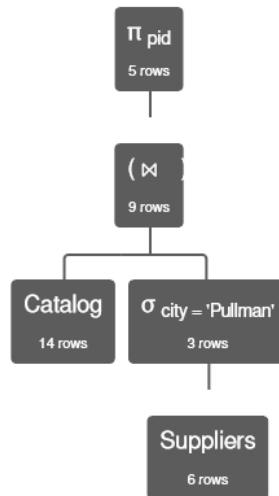 π pid
5 rows
( ⋈ )
9 rows
Catalog
14 rows
σ city = 'Pullman'
3 rows
Suppliers
6 rows